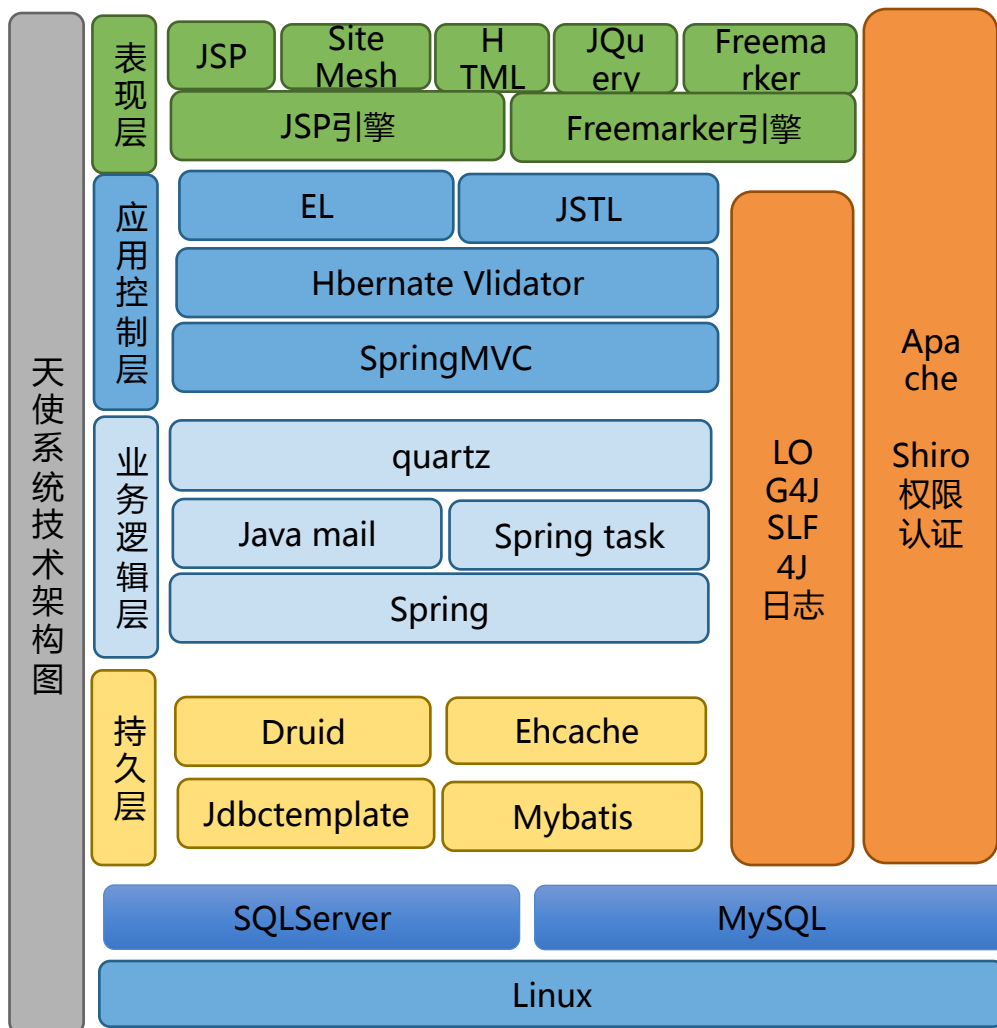 天使系统技术架构图
表现层
JSP
Site
Mesh
H
TML
JQu
ery
Freema
rker
JSP引擎
Freemarker引擎
应用控制层
EL
JSTL
Hbernate Vlidator
SpringMVC
业务逻辑层
quartz
Java mail
Spring task
Spring
持久层
Druid
Ehcache
Jdbctemplate
Mybatis
LO
G4J
SLF
4J
日志
Apa
che
Shiro
权限
认证
SQLServer
MySQL
Linux